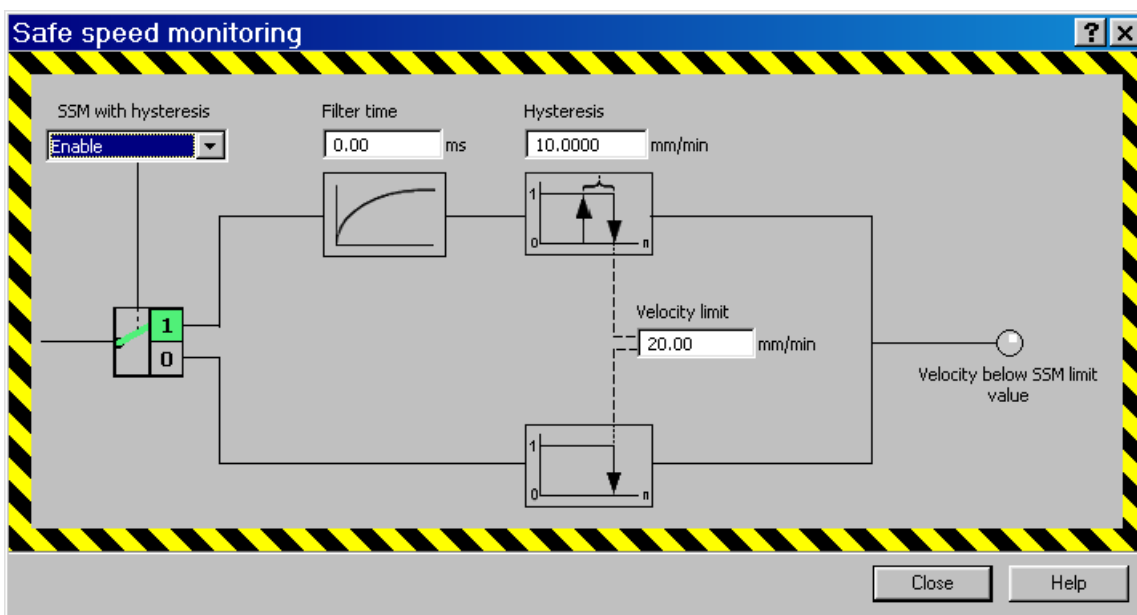 Safe speed monitoring
SSM with hysteresis
Enable
Filter time
0.00 ms
Hysteresis
10.0000 mm/min
1
0
n
1
0
Velocity limit
20.00 mm/min
Velocity below SSM limit
value
1
0
n
Close
Help